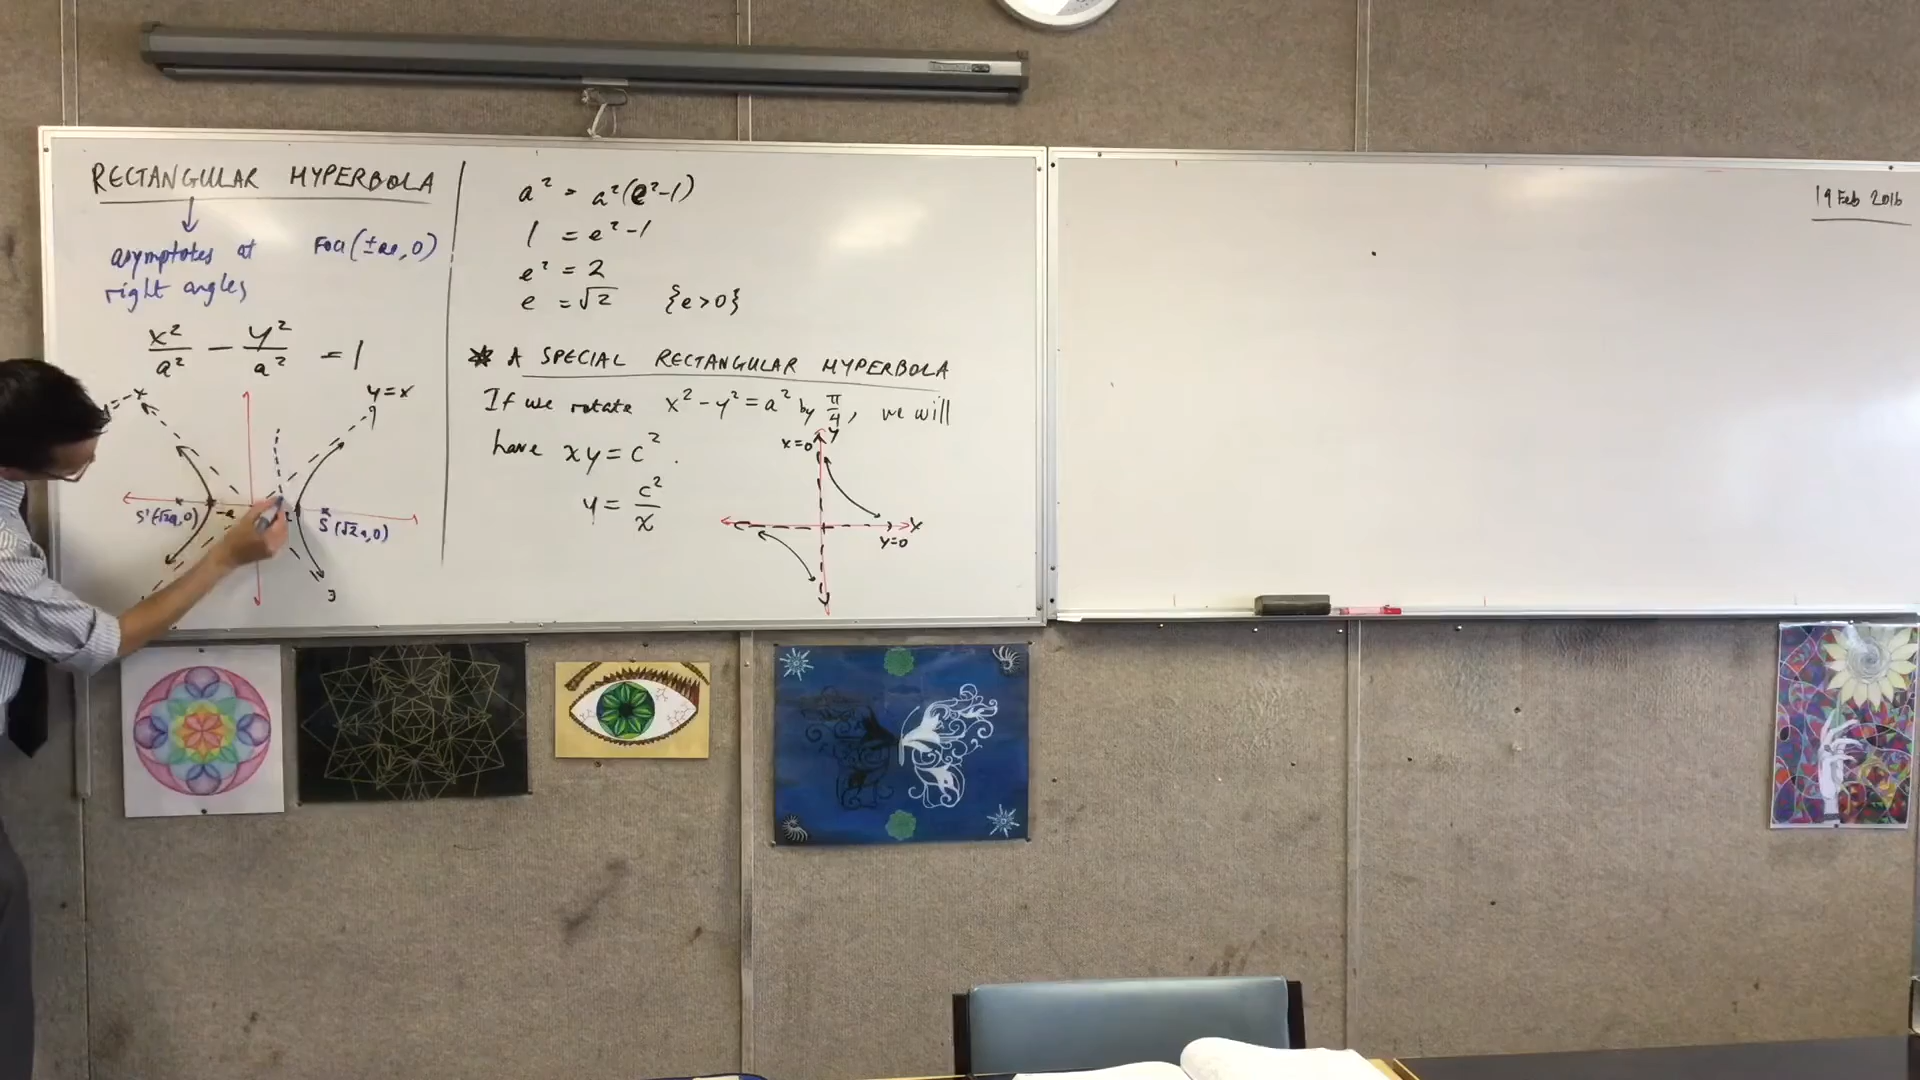 RECTANGULAR HYPERBOLA
asymptotes at
right angles
Foci (±ae, 0)
x²/a² − y²/a² = 1
y=x
S'(√2a,0)
-a
S (√2a,0)
a² = a²(e²-1)
1 = e²-1
e² = 2
e = √2 {e>0}
* A SPECIAL RECTANGULAR HYPERBOLA
If we rotate x² - y² = a² by π/4, we will
have xy = c².
y = c²/x
x=0
y
x
y=0
19 Feb 2016